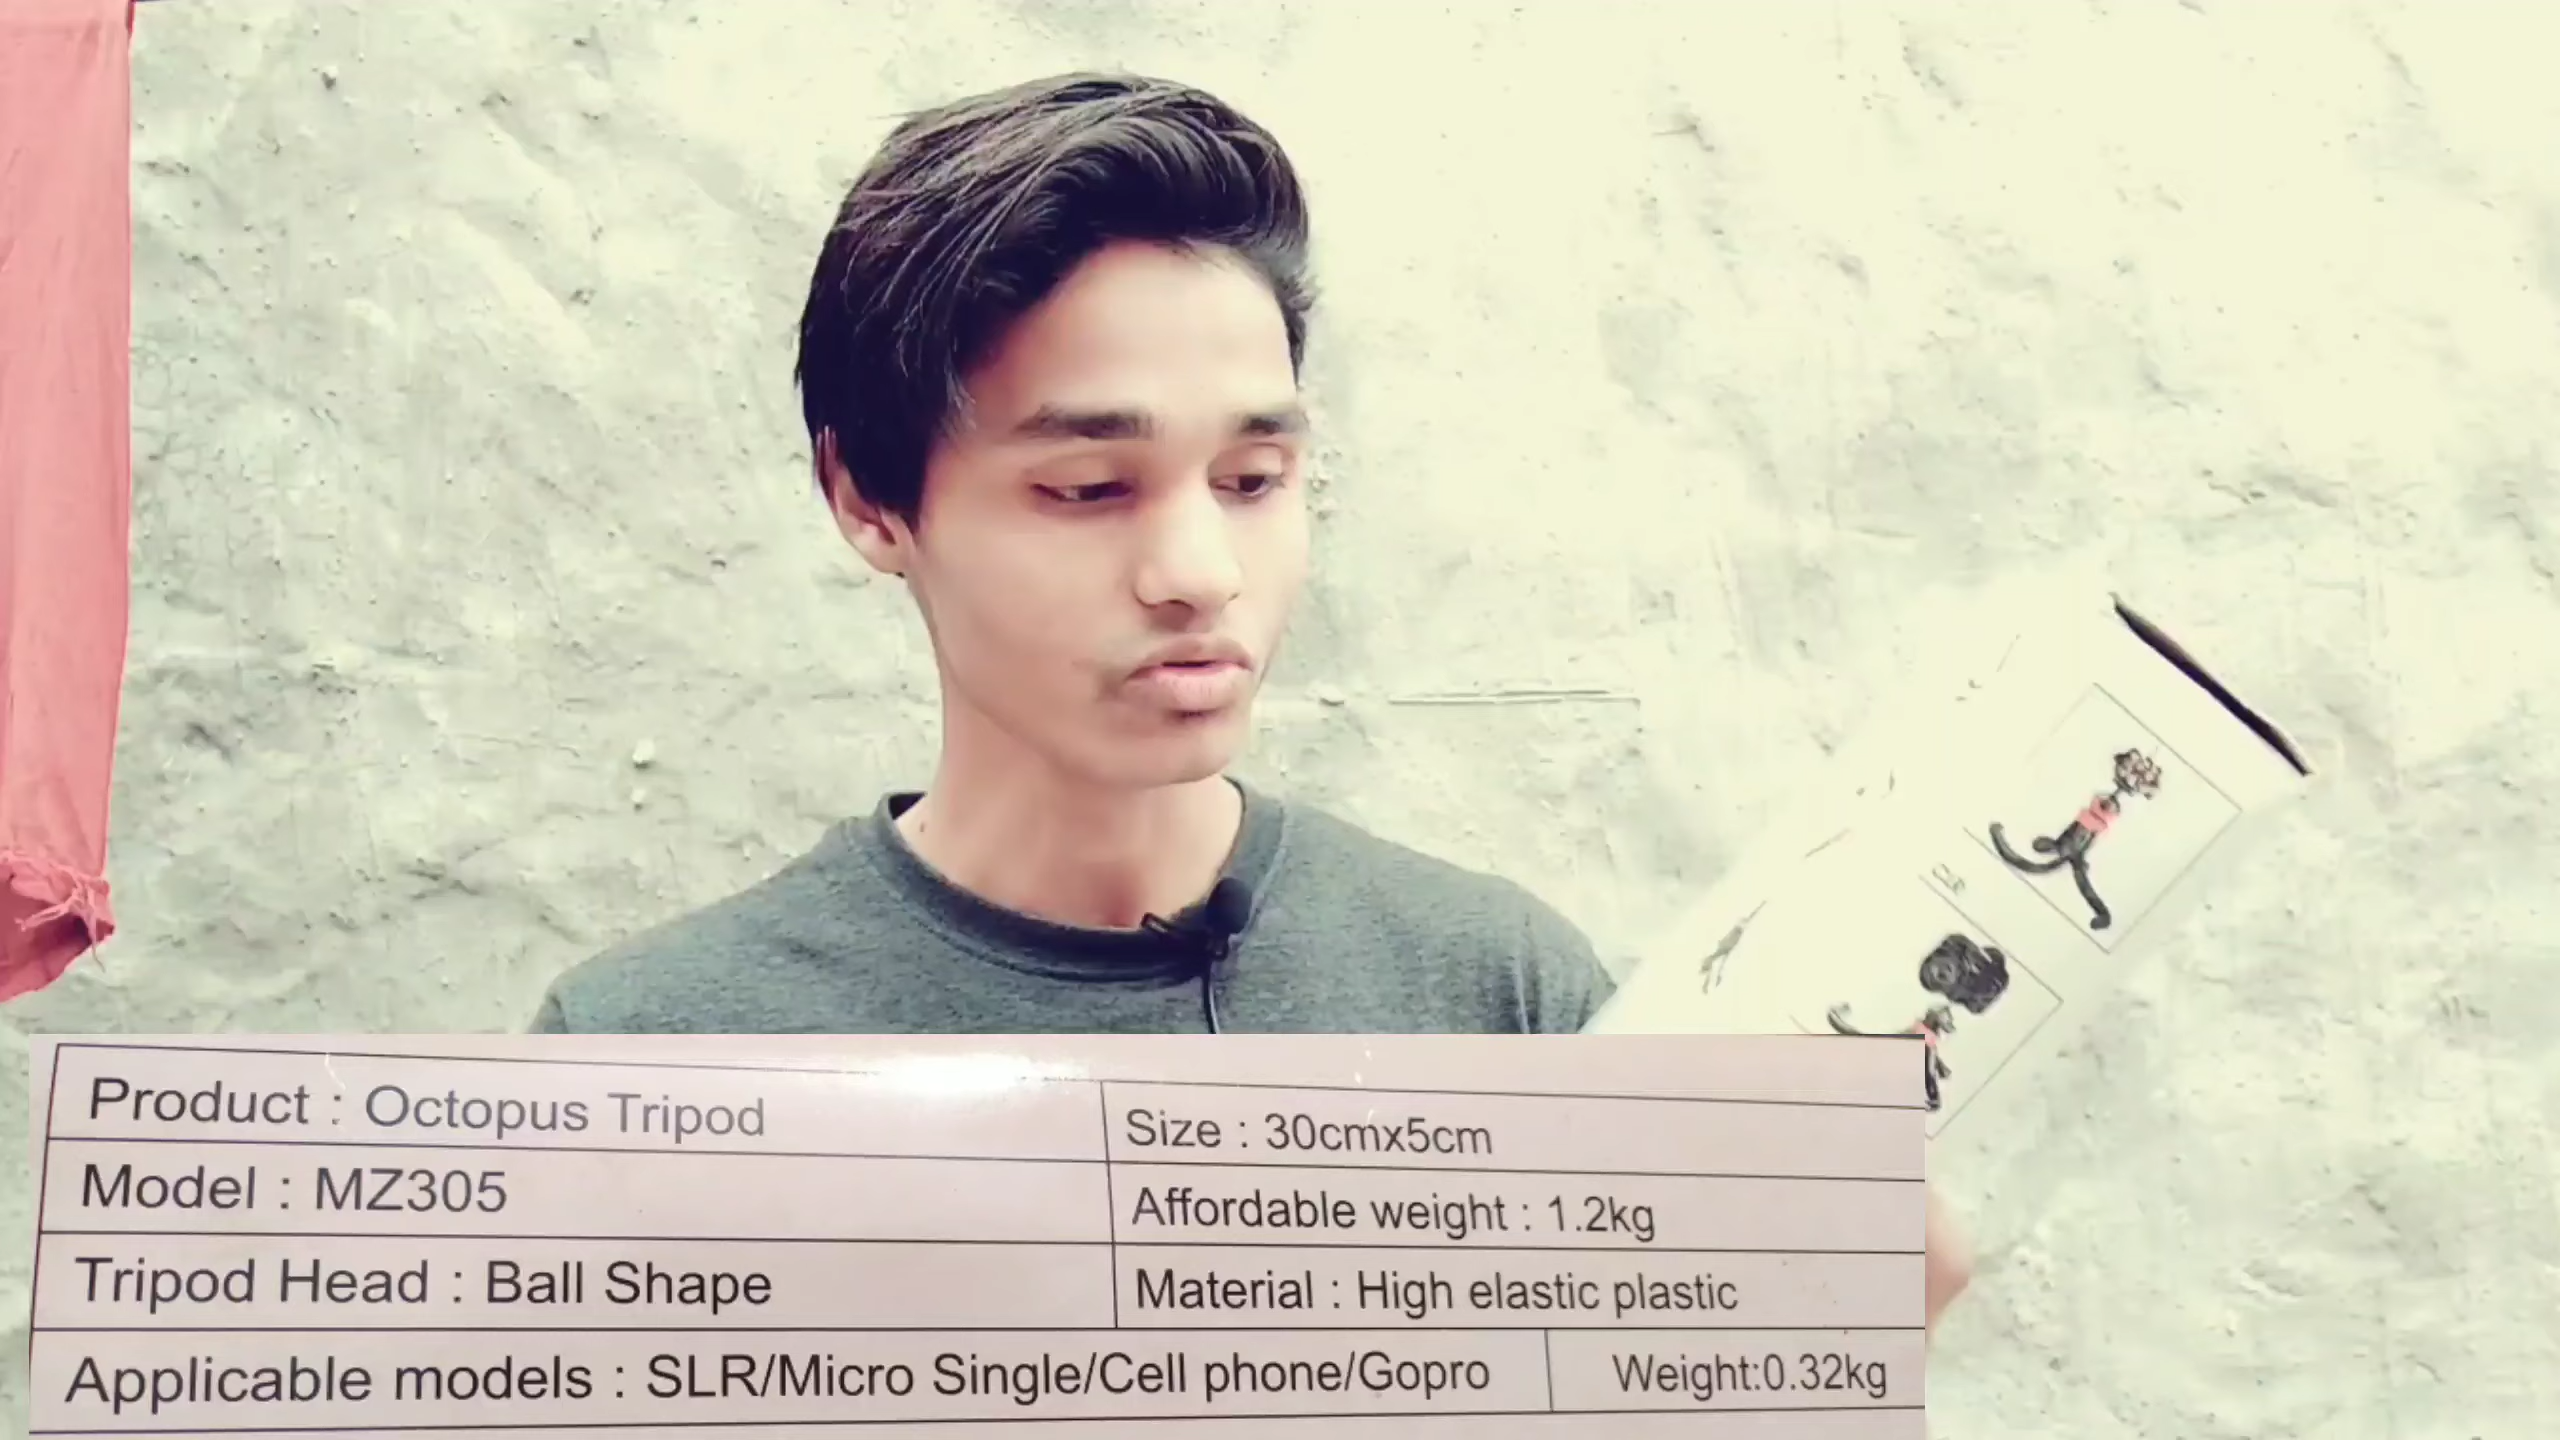 Product : Octopus Tripod
Size : 30cmx5cm
Model : MZ305
Affordable weight : 1.2kg
Tripod Head : Ball Shape
Material : High elastic plastic
Applicable models : SLR/Micro Single/Cell phone/Gopro
Weight:0.32kg